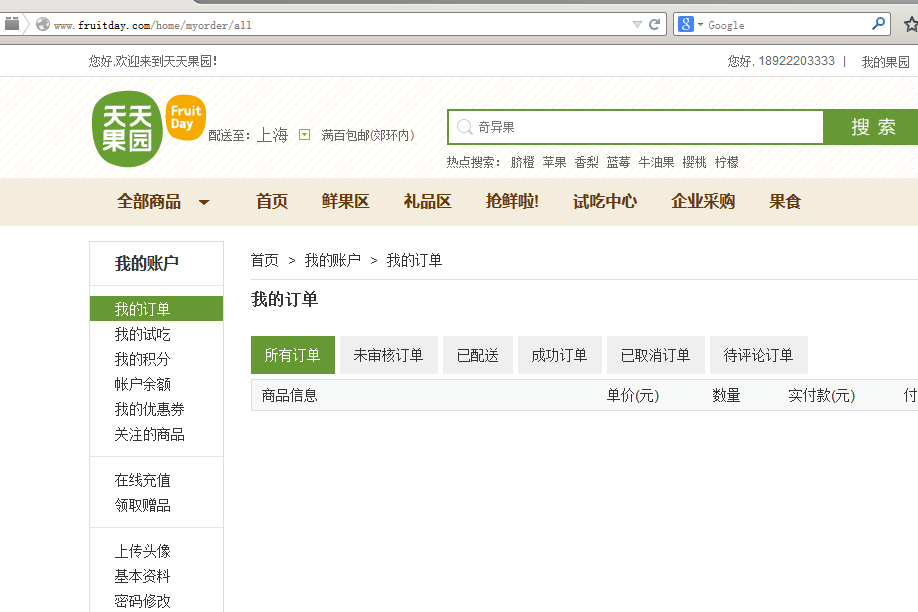 www.fruitday.com/home/myorder/all
8 Google
您好,欢迎来到天天果园!
您好, 18922203333 | 我的果园
天天果园 Fruit Day
配送至: 上海 满百包邮(郊环内)
奇异果 搜 索
热点搜索: 脐橙 苹果 香梨 蓝莓 牛油果 樱桃 柠檬
全部商品 首页 鲜果区 礼品区 抢鲜啦! 试吃中心 企业采购 果食
我的账户
我的订单
我的试吃
我的积分
帐户余额
我的优惠券
关注的商品
在线充值
领取赠品
上传头像
基本资料
密码修改
首页 > 我的账户 > 我的订单
我的订单
所有订单 未审核订单 已配送 成功订单 已取消订单 待评论订单
商品信息 单价(元) 数量 实付款(元) 付